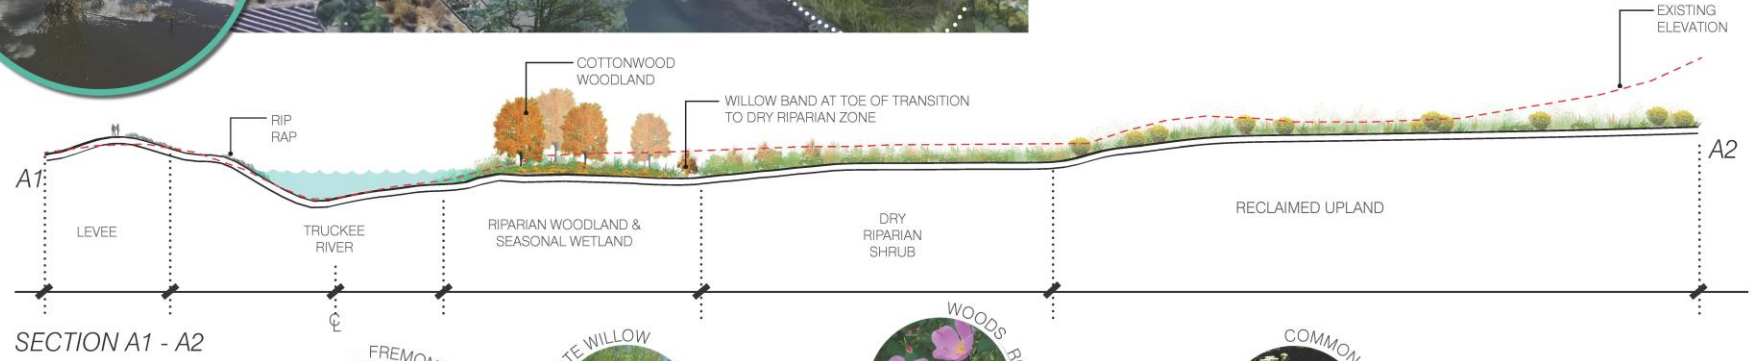 EXISTING
ELEVATION
COTTONWOOD
WOODLAND
WILLOW BAND AT TOE OF TRANSITION
TO DRY RIPARIAN ZONE
RIP
RAP
A1
A2
LEVEE
TRUCKEE
RIVER
RIPARIAN WOODLAND &
SEASONAL WETLAND
DRY
RIPARIAN
SHRUB
RECLAIMED UPLAND
℄
SECTION A1 - A2
WILLOW
WOODS
COMMON